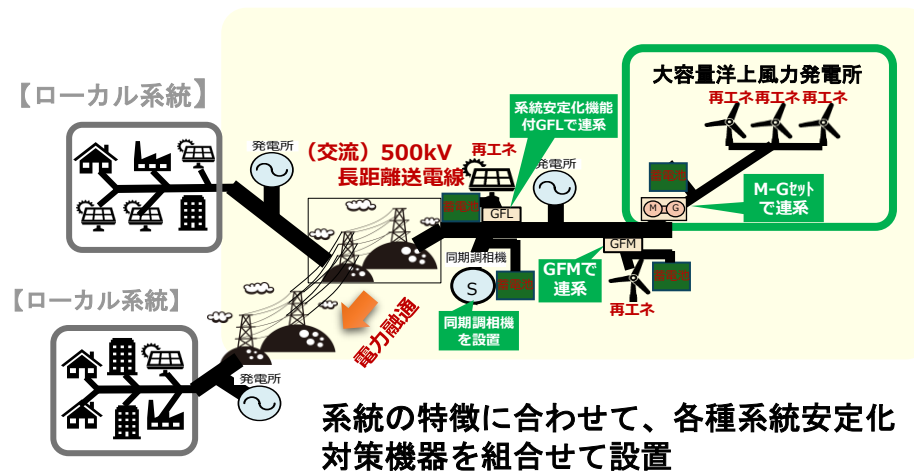 【ローカル系統】
発電所
（交流）500kV
長距離送電線
再エネ
系統安定化機能
付GFLで連系
発電所
大容量洋上風力発電所
再エネ
再エネ
再エネ
蓄電池
M-Gｾｯﾄ
で連系
M
G
蓄電池
GFL
GFM
同期調相機
S
蓄電池
GFMで
連系
蓄電池
再エネ
同期調相機
を設置
電力融通
【ローカル系統】
発電所
系統の特徴に合わせて、各種系統安定化
対策機器を組合せて設置